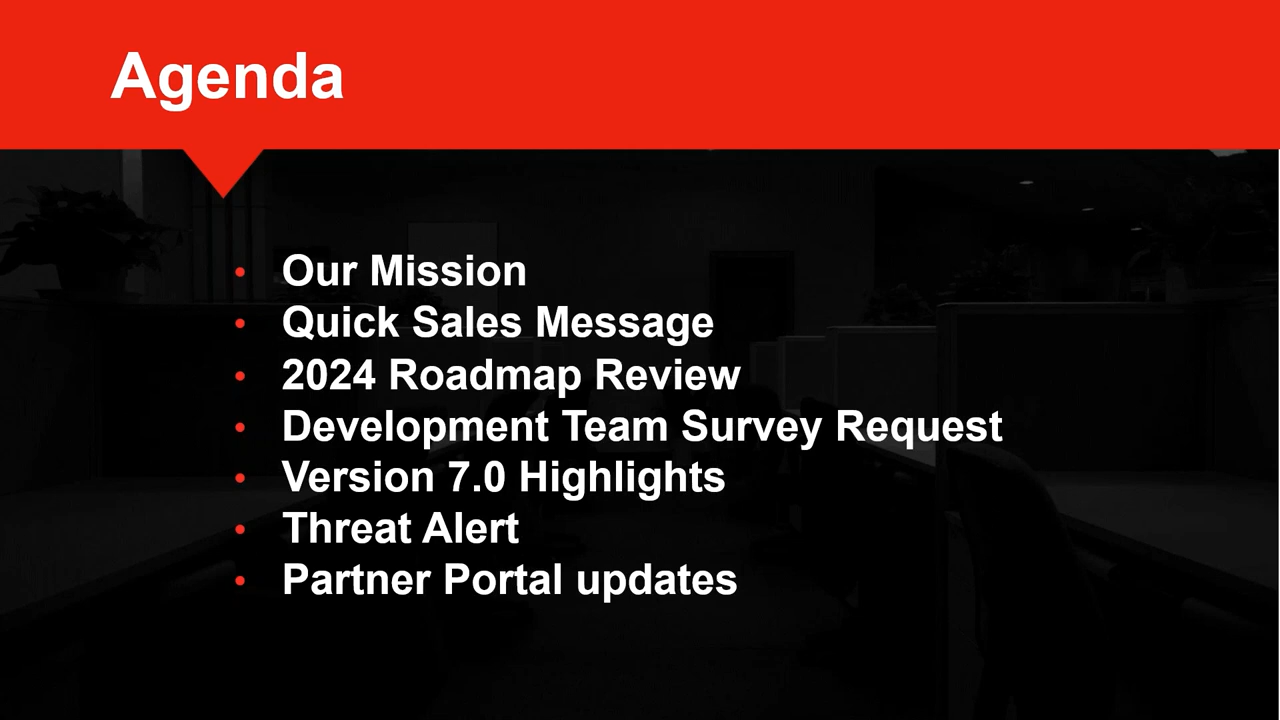 Agenda
• Our Mission
• Quick Sales Message
• 2024 Roadmap Review
• Development Team Survey Request
• Version 7.0 Highlights
• Threat Alert
• Partner Portal updates